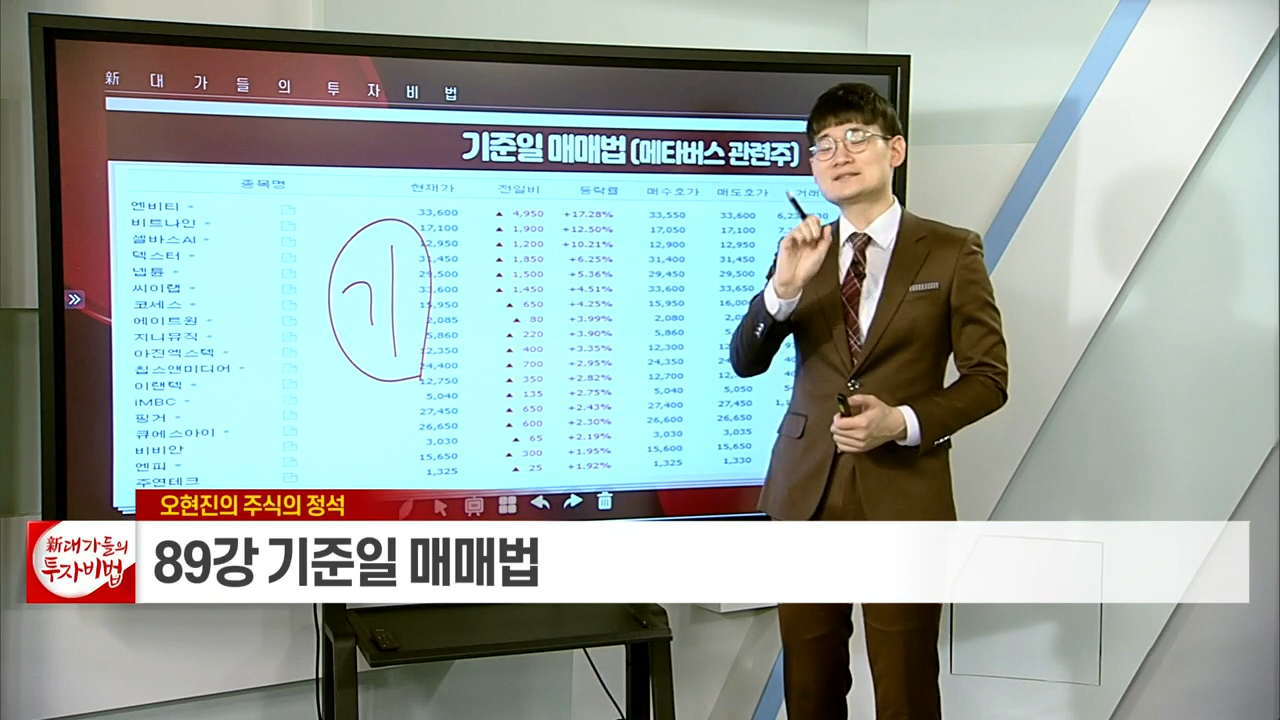 新 대 가 들 의 투 자 비 법
기준일 매매법 (메타버스 관련주)
종목명 현재가 전일비 등락률 매수호가 매도호가
엔비티 33,600 ▲ 4,950 +17.28% 33,550 33,600
비트나인 17,100 ▲ 1,900 +12.50% 17,050 17,100
셀바스AI 12,950 ▲ 1,200 +10.21% 12,900 12,950
덱스터 31,450 ▲ 1,850 +6.25% 31,400 31,450
넵튠 29,500 ▲ 1,500 +5.36% 29,450 29,500
씨이랩 33,600 ▲ 1,450 +4.51% 33,600 33,650
코세스 15,950 ▲ 650 +4.25% 15,950
에이트원 2,085 ▲ 80 +3.99% 2,080
지니뮤직 5,860 ▲ 220 +3.90% 5,860
아진엑스텍 12,350 ▲ 400 +3.35% 12,300
칩스앤미디어 24,400 ▲ 700 +2.95% 24,350
이랜텍 12,750 ▲ 350 +2.82% 12,700
iMBC 5,040 ▲ 135 +2.75% 5,040 5,050
핑거 27,450 ▲ 650 +2.43% 27,400 27,450
큐에스아이 26,650 ▲ 600 +2.30% 26,600 26,650
비비안 3,030 ▲ 65 +2.19% 3,030 3,035
엔피 15,650 ▲ 300 +1.95% 15,600 15,650
주연테크 1,325 ▲ 25 +1.92% 1,325 1,330
기
오현진의 주식의 정석
新대가들의
투자비법
89강 기준일 매매법